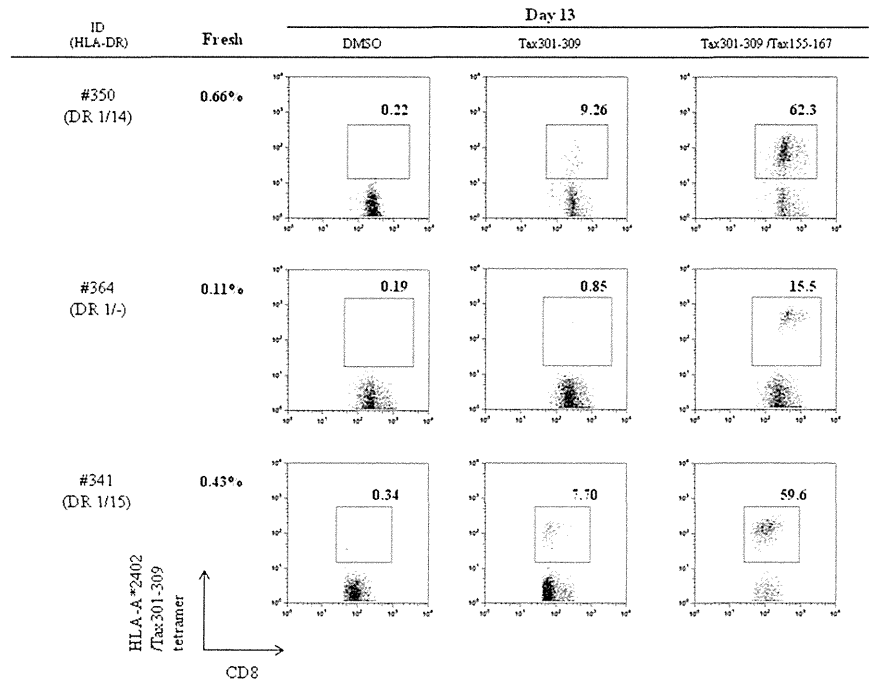 Day 13
ID
(HLA-DR)
Fresh
DMSO
Tax301-309
Tax301-309 /Tax155-167
#350
(DR 1/14)
0.66%
0.22
9.26
62.3
#364
(DR 1/-)
0.11%
0.19
0.85
15.5
#341
(DR 1/15)
0.43%
0.34
7.70
59.6
HLA-A*2402
/Tax301-309
tetramer
CD8